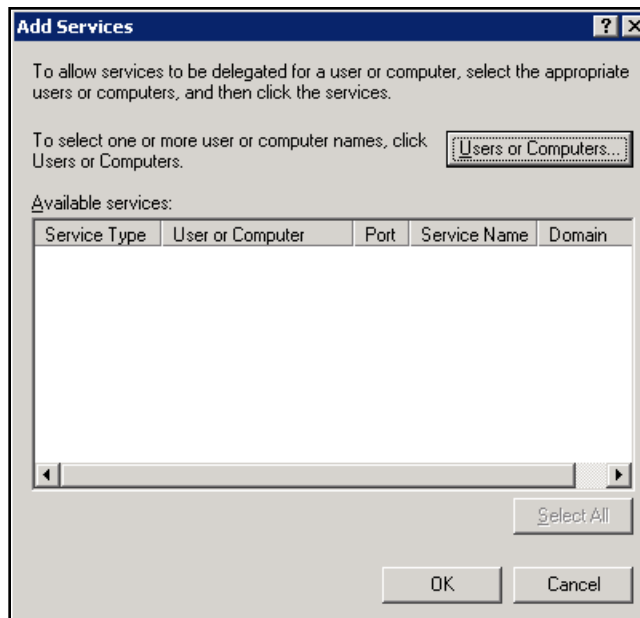 Add Services
To allow services to be delegated for a user or computer, select the appropriate
users or computers, and then click the services.
To select one or more user or computer names, click
Users or Computers.
Users or Computers...
Available services:
Service Type User or Computer Port Service Name Domain
Select All
OK Cancel